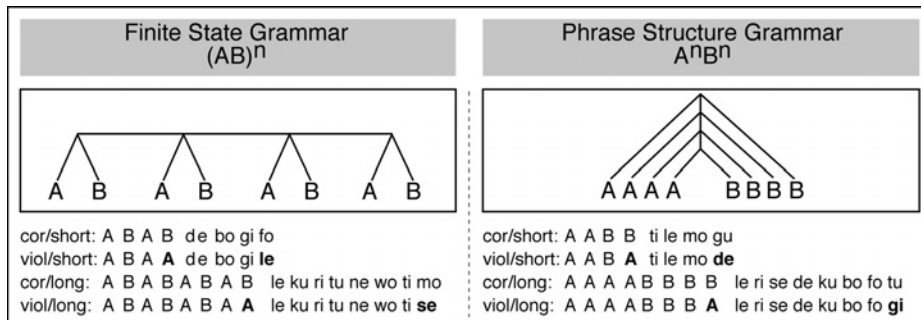 Finite State Grammar
(AB)ⁿ
A B A B A B A B
cor/short: A B A B de bo gi fo
viol/short: A B A A de bo gi le
cor/long: A B A B A B A B le ku ri tu ne wo ti mo
viol/long: A B A B A B A A le ku ri tu ne wo ti se
Phrase Structure Grammar
AⁿBⁿ
A A A A B B B B
cor/short: A A B B ti le mo gu
viol/short: A A B A ti le mo de
cor/long: A A A A B B B B le ri se de ku bo fo tu
viol/long: A A A A B B B A le ri se de ku bo fo gi